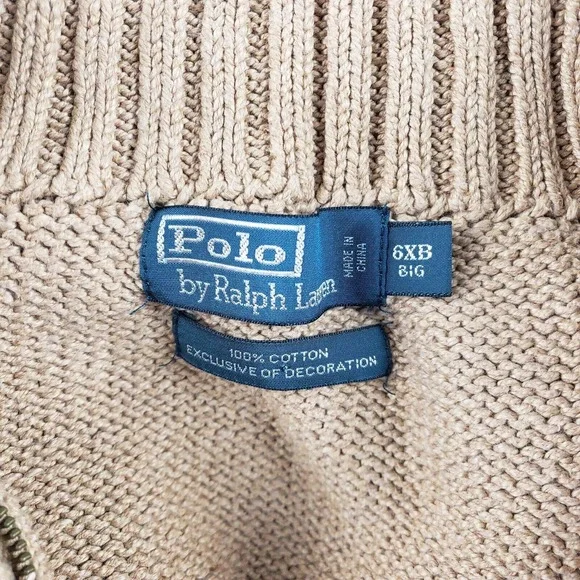 Polo
by Ralph Lauren
MADE IN
CHINA
6XB
BIG
100% COTTON
EXCLUSIVE OF DECORATION